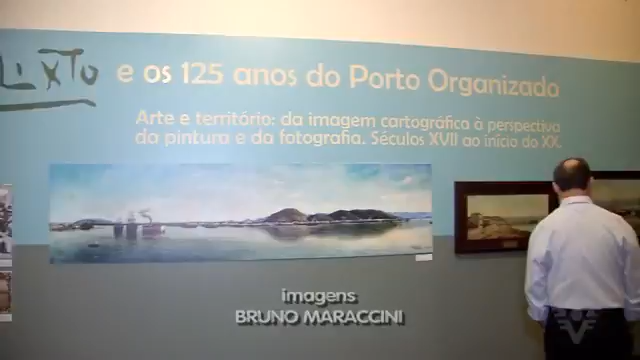 LIXTO e os 125 anos do Porto Organizado
Arte e território: da imagem cartográfica à perspectiva
da pintura e da fotografia. Séculos XVII ao início do XX.
imagens
BRUNO MARACCINI